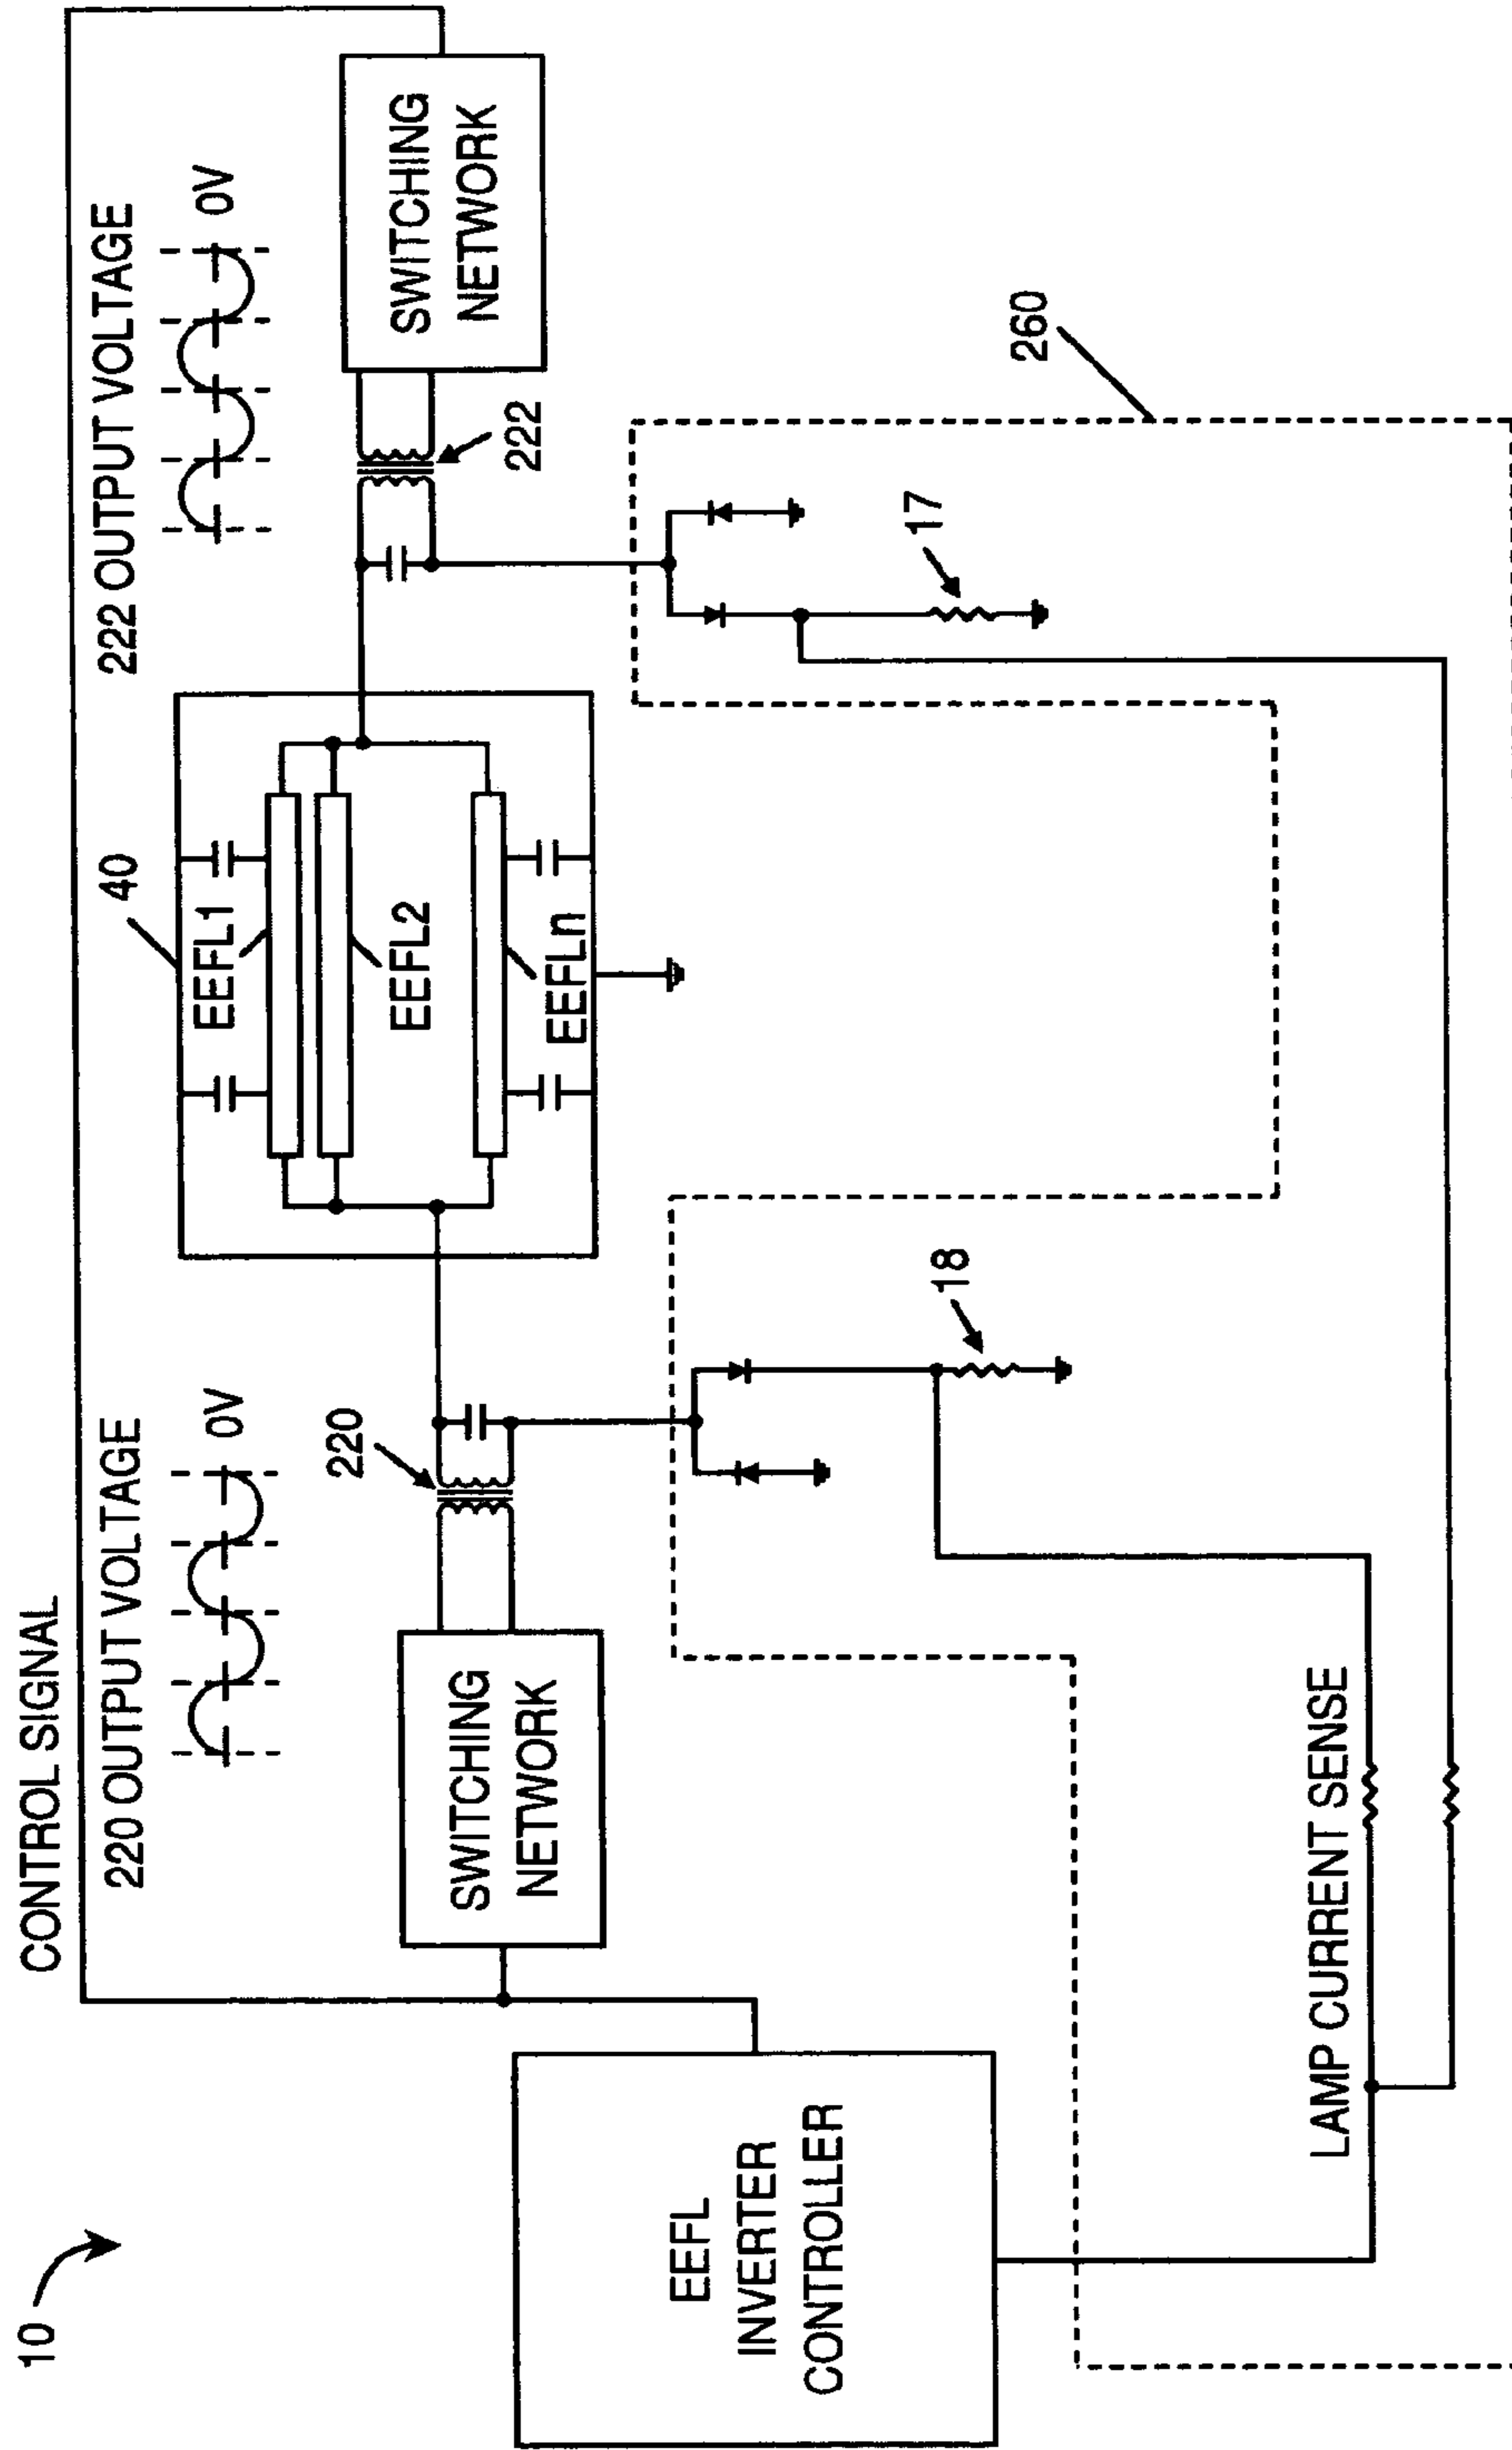 10
CONTROL SIGNAL
220 OUTPUT VOLTAGE
0V
222 OUTPUT VOLTAGE
0V
40
EEFL1
EEFL2
EEFLn
220
222
SWITCHING
NETWORK
SWITCHING
NETWORK
EEFL
INVERTER
CONTROLLER
18
17
260
LAMP CURRENT SENSE